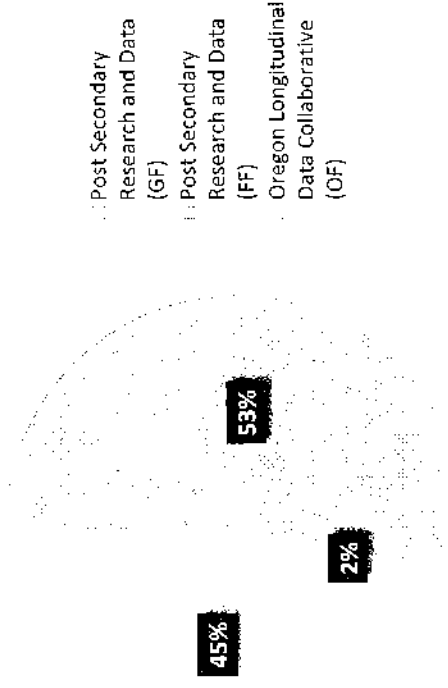 Post Secondary
Research and Data
(GF)
Post Secondary
Research and Data
(FF)
Oregon Longitudinal
Data Collaborative
(OF)
45%
53%
2%